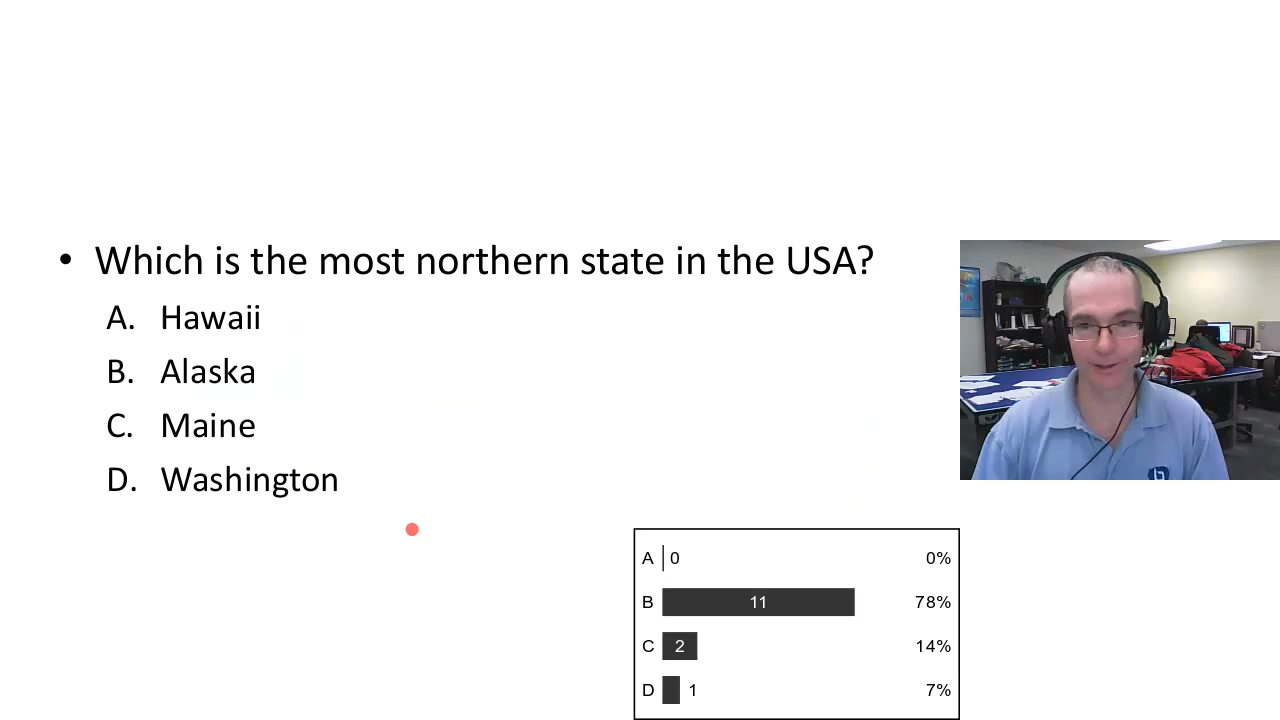 • Which is the most northern state in the USA?
A. Hawaii
B. Alaska
C. Maine
D. Washington
A 0 0%
B 11 78%
C 2 14%
D 1 7%